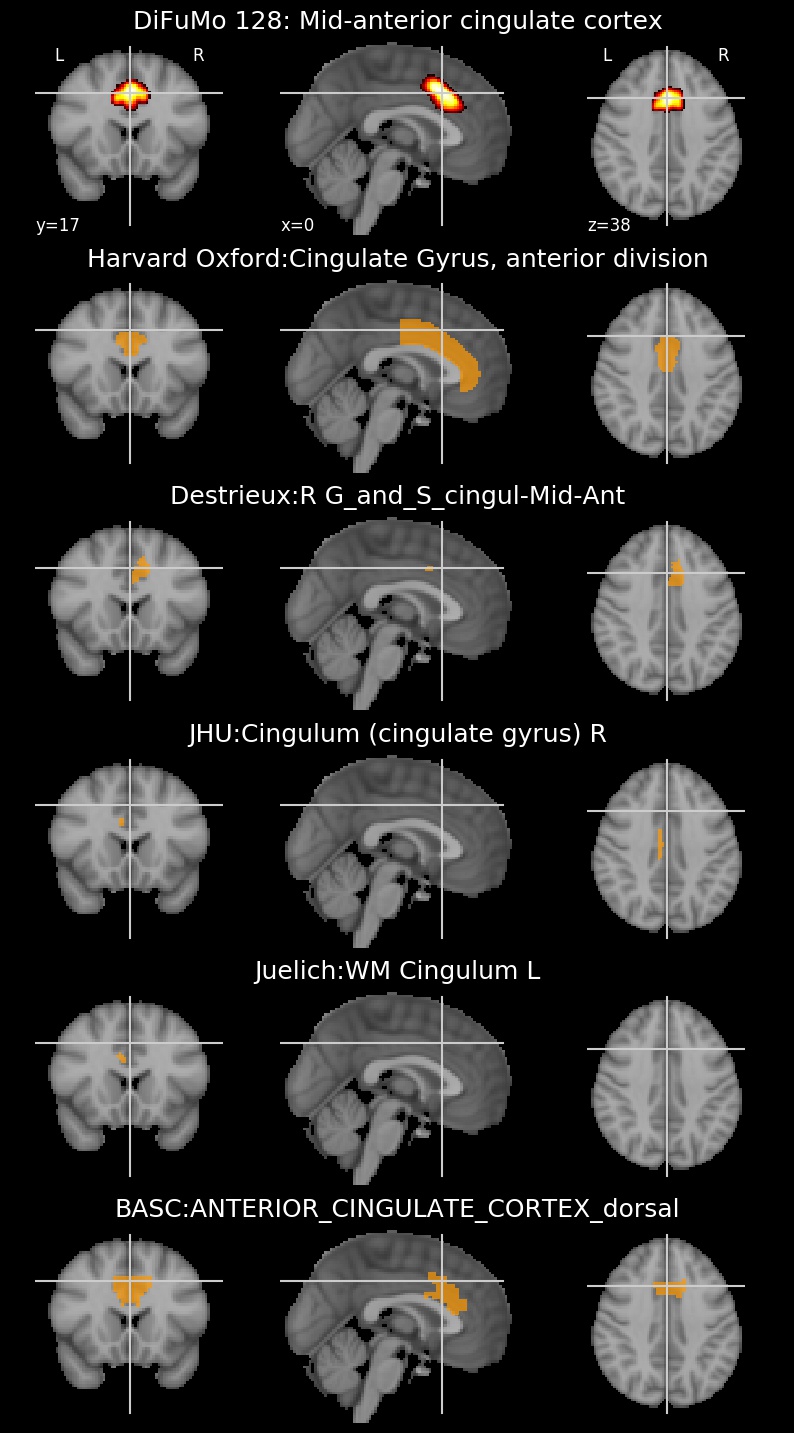 DiFuMo 128: Mid-anterior cingulate cortex
L R L R
y=17 x=0 z=38
Harvard Oxford:Cingulate Gyrus, anterior division
Destrieux:R G_and_S_cingul-Mid-Ant
JHU:Cingulum (cingulate gyrus) R
Juelich:WM Cingulum L
BASC:ANTERIOR_CINGULATE_CORTEX_dorsal